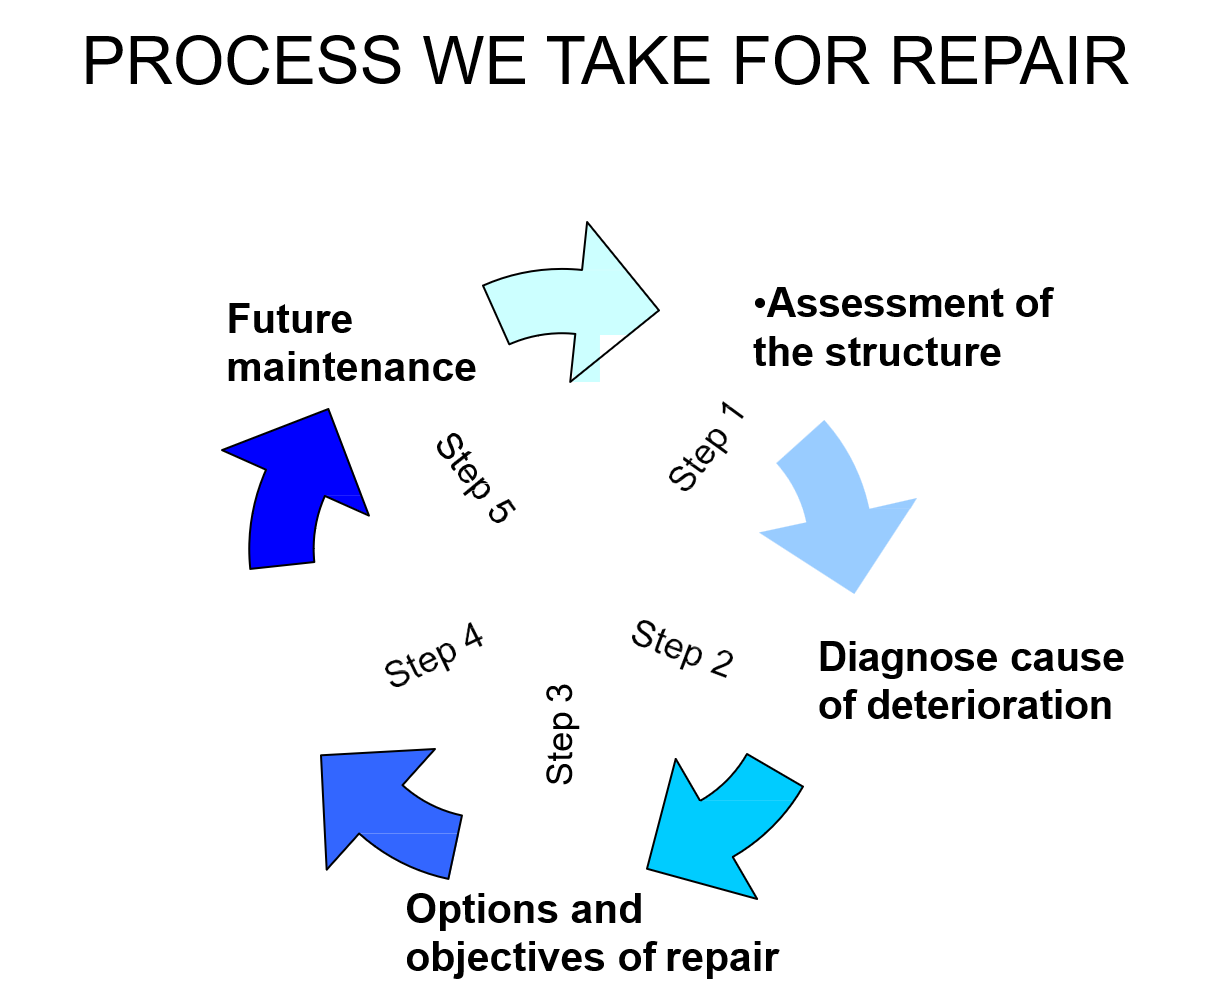 PROCESS WE TAKE FOR REPAIR
•Assessment of
the structure
Step 1
Diagnose cause
of deterioration
Step 2
Options and
objectives of repair
Step 3
Step 4
Future
maintenance
Step 5